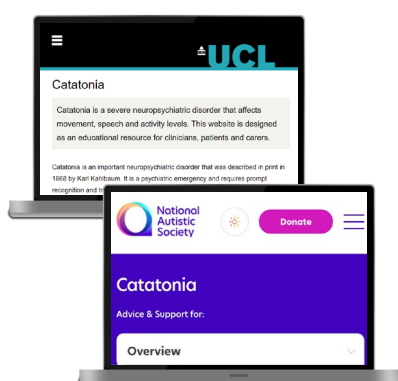 UCL
Catatonia
Catatonia is a severe neuropsychiatric disorder that affects
movement, speech and activity levels. This website is designed
as an educational resource for clinicians, patients and carers.
Catatonia is an important neuropsychiatric disorder that was described in print in
1868 by Karl Kahlbaum. It is a psychiatric emergency and requires prompt
recognition and
National
Autistic
Society
Donate
Catatonia
Advice & Support for:
Overview